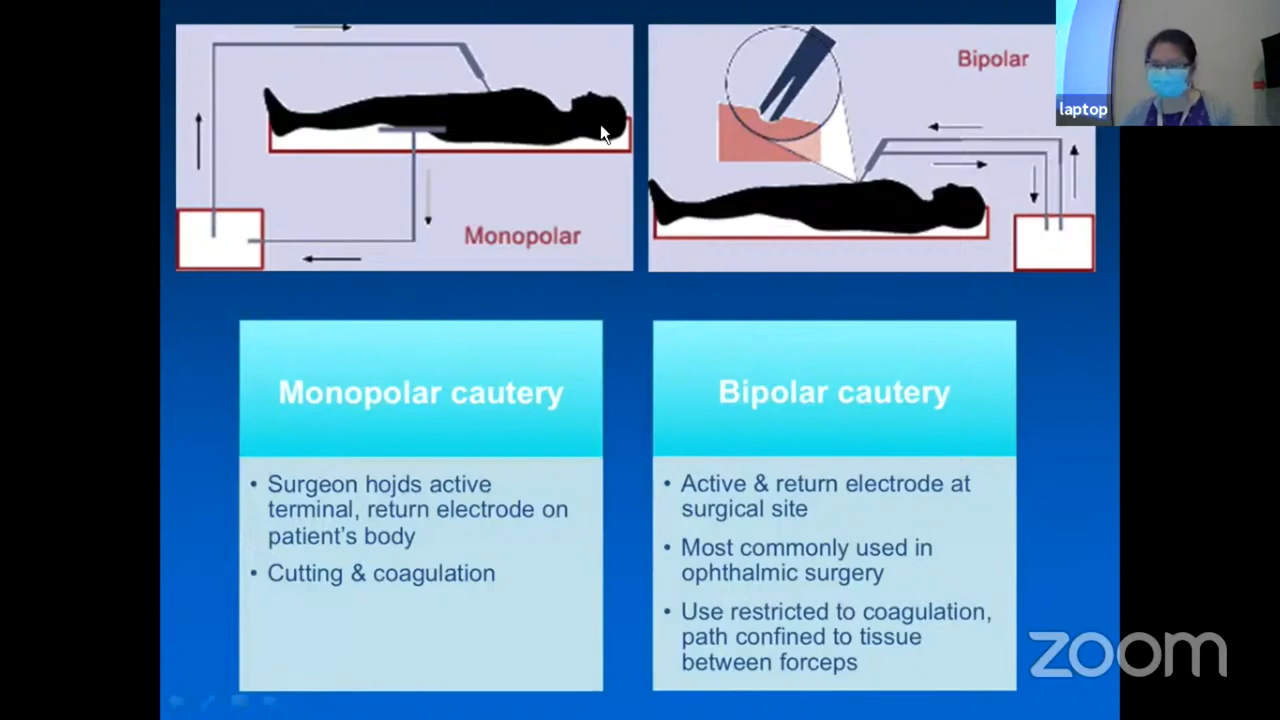 Bipolar
laptop
Monopolar
Monopolar cautery
• Surgeon hojds active
terminal, return electrode on
patient's body
• Cutting & coagulation
Bipolar cautery
• Active & return electrode at
surgical site
• Most commonly used in
ophthalmic surgery
• Use restricted to coagulation,
path confined to tissue
between forceps
zoom